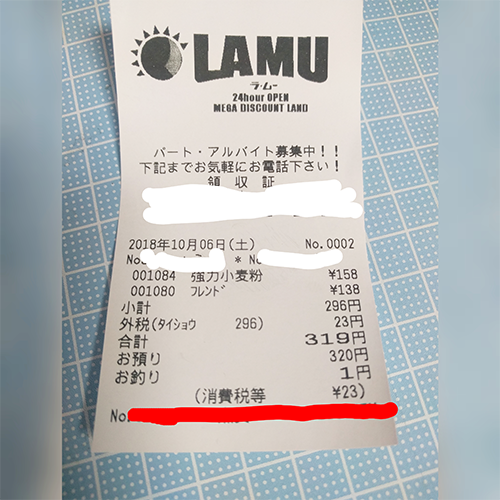 LAMU
ラ・ムー
24hour OPEN
MEGA DISCOUNT LAND
パート・アルバイト募集中!!
下記までお気軽にお電話下さい!
領 収 証
2018年10月06日(土) No.0002
No * No
001084 強力小麦粉 ¥158
001080 フレンド ¥138
小計 296円
外税(タイショウ 296) 23円
合計 319円
お預り 320円
お釣り 1円
(消費税等 ¥23)
No.